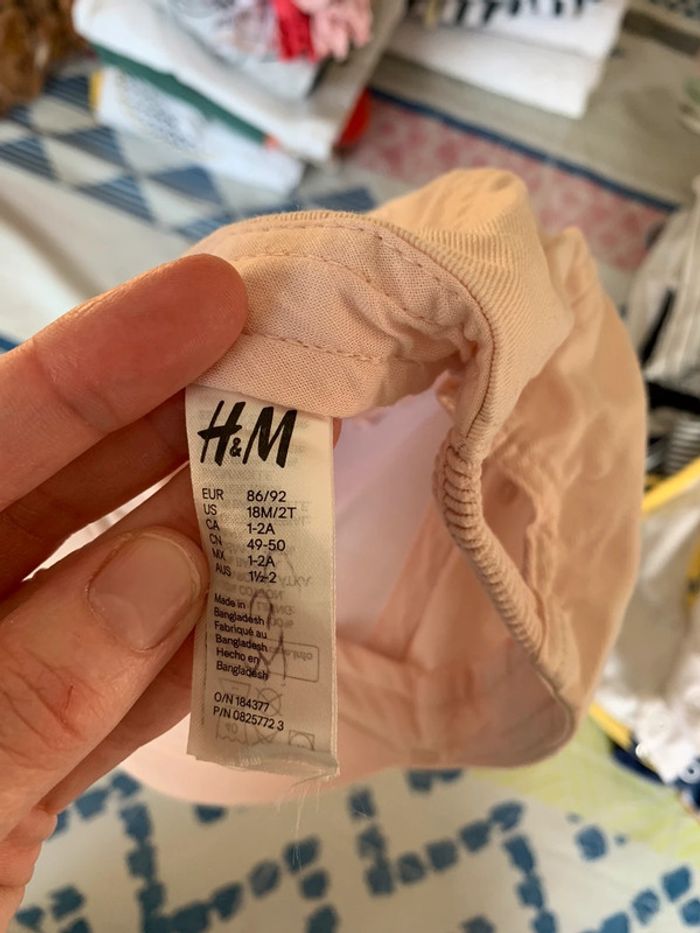 H&M
EUR 86/92
US 18M/2T
CA 1-2A
CN 49-50
MX 1-2A
AUS 1½-2
Made in
Bangladesh
Fabriqué au
Bangladesh
Hecho en
Bangladesh
O/N 184377
P/N 0825772 3